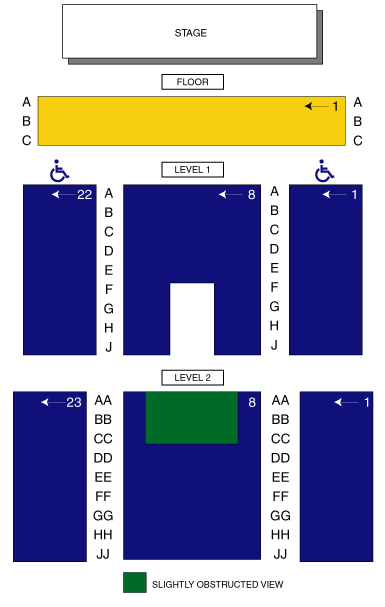 STAGE
FLOOR
A 1 A
B B
C C
LEVEL 1
22 A 8 A 1
B B
C C
D D
E E
F F
G G
H H
J J
LEVEL 2
23 AA 8 AA 1
BB BB
CC CC
DD DD
EE EE
FF FF
GG GG
HH HH
JJ JJ
SLIGHTLY OBSTRUCTED VIEW